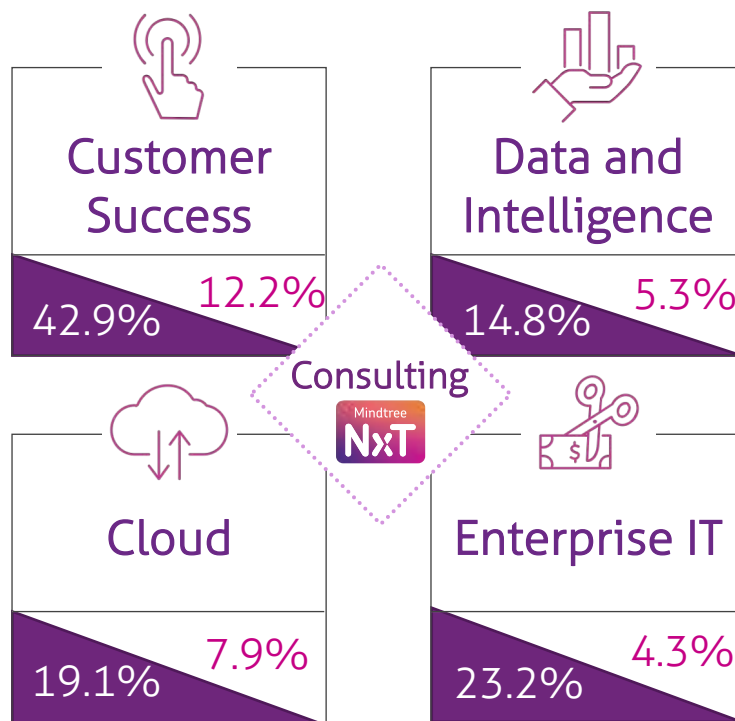 Customer
Success
12.2%
42.9%
Data and
Intelligence
5.3%
14.8%
Consulting
Mindtree
NxT
Cloud
7.9%
19.1%
$
Enterprise IT
4.3%
23.2%